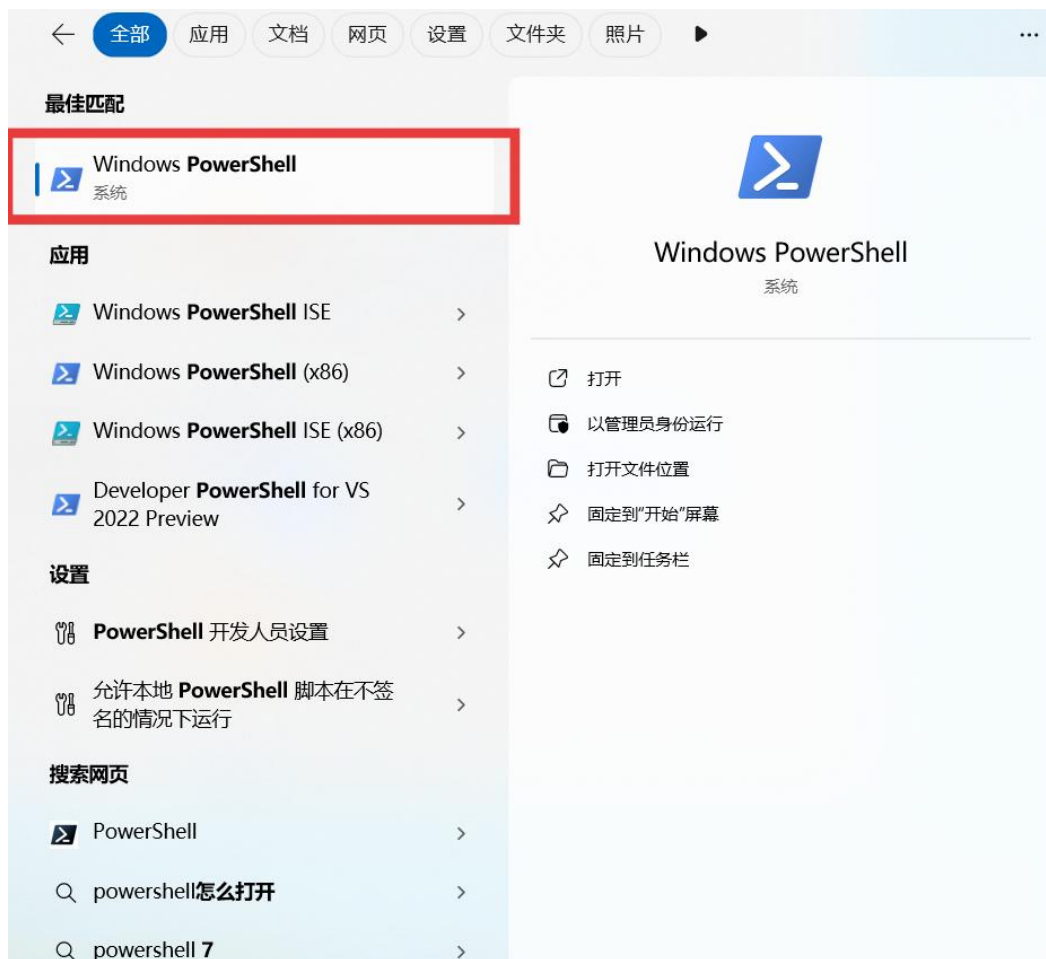 全部 应用 文档 网页 设置 文件夹 照片
最佳匹配
Windows PowerShell
系统
应用
Windows PowerShell ISE
Windows PowerShell (x86)
Windows PowerShell ISE (x86)
Developer PowerShell for VS
2022 Preview
设置
PowerShell 开发人员设置
允许本地 PowerShell 脚本在不签
名的情况下运行
搜索网页
PowerShell
powershell怎么打开
powershell 7
Windows PowerShell
系统
打开
以管理员身份运行
打开文件位置
固定到"开始"屏幕
固定到任务栏